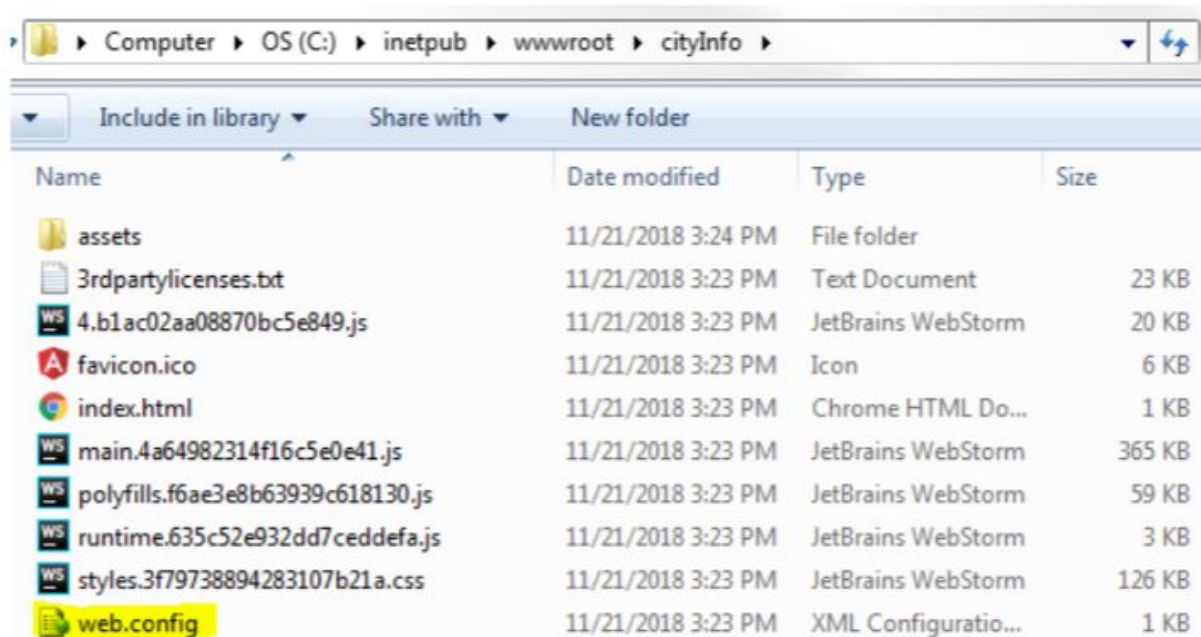 Computer OS (C:) inetpub wwwroot cityInfo
Include in library Share with New folder
Name Date modified Type Size
assets 11/21/2018 3:24 PM File folder
3rdpartylicenses.txt 11/21/2018 3:23 PM Text Document 23 KB
WS 4.b1ac02aa08870bc5e849.js 11/21/2018 3:23 PM JetBrains WebStorm 20 KB
A favicon.ico 11/21/2018 3:23 PM Icon 6 KB
index.html 11/21/2018 3:23 PM Chrome HTML Do... 1 KB
WS main.4a64982314f16c5e0e41.js 11/21/2018 3:23 PM JetBrains WebStorm 365 KB
WS polyfills.f6ae3e8b63939c618130.js 11/21/2018 3:23 PM JetBrains WebStorm 59 KB
WS runtime.635c52e932dd7ceddefa.js 11/21/2018 3:23 PM JetBrains WebStorm 3 KB
WS styles.3f79738894283107b21a.css 11/21/2018 3:23 PM JetBrains WebStorm 126 KB
web.config 11/21/2018 3:23 PM XML Configuratio... 1 KB